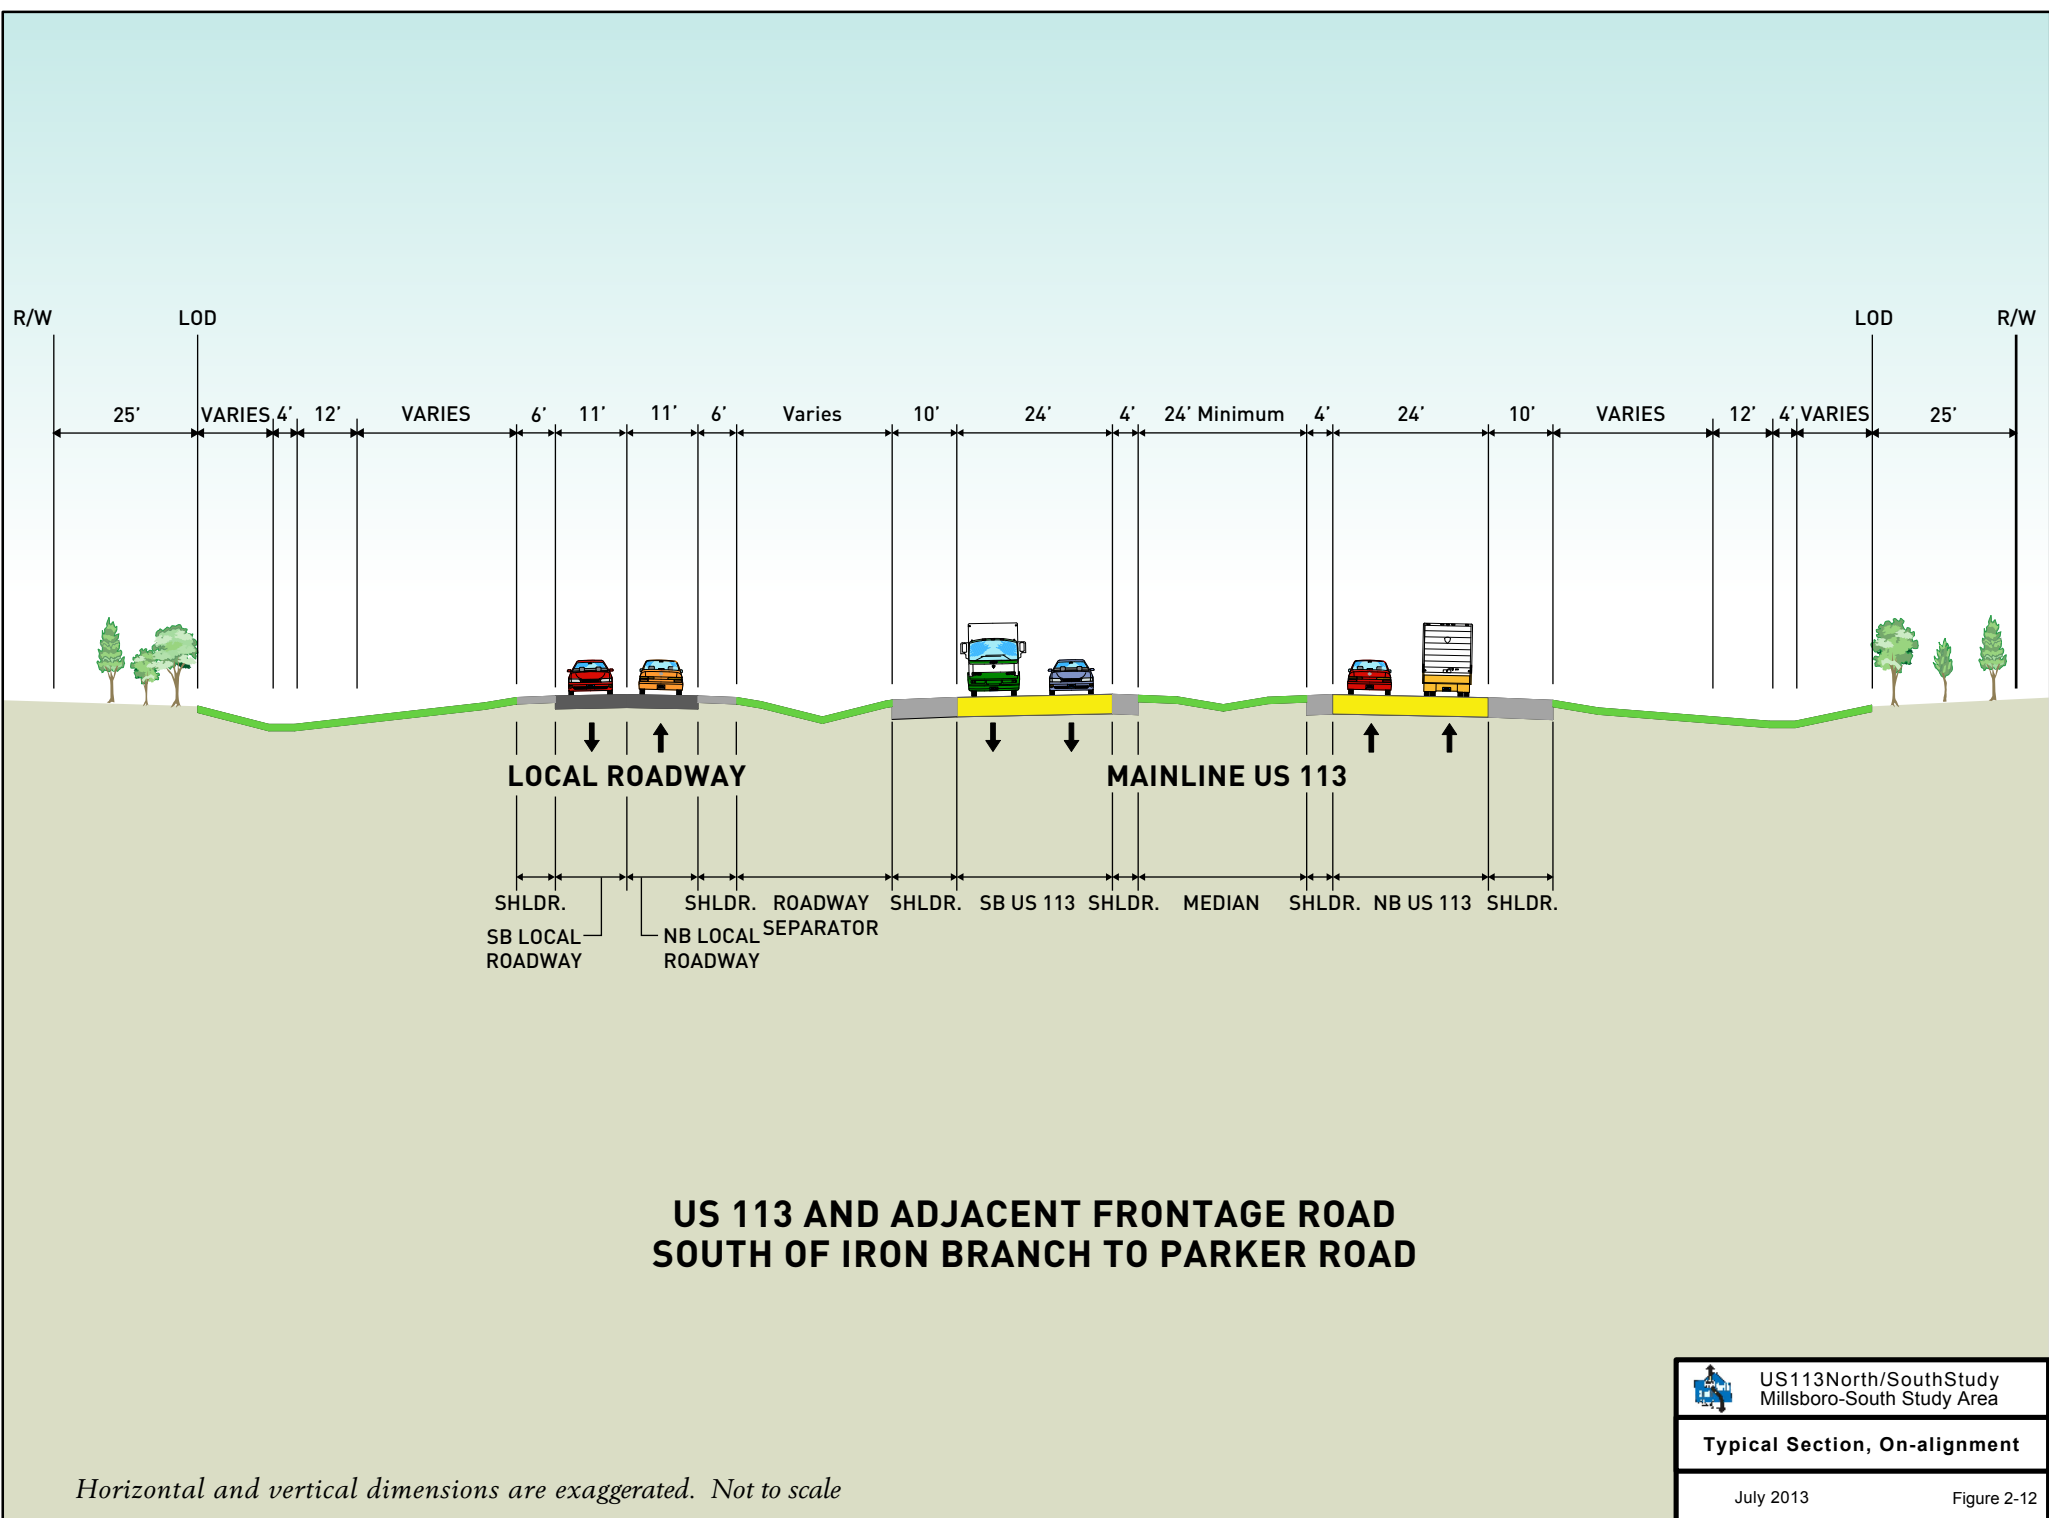 R/W
LOD
LOD
R/W
25’ VARIES 4’ 12’ VARIES 6’ 11’ 11’ 6’ Varies 10’ 24’ 4’ 24’ Minimum 4’ 24’ 10’ VARIES 12’ 4’ VARIES 25’
LOCAL ROADWAY
MAINLINE US 113
SHLDR.
SB LOCAL
ROADWAY
NB LOCAL
ROADWAY
SHLDR.
ROADWAY
SEPARATOR
SHLDR.
SB US 113
SHLDR.
MEDIAN
SHLDR.
NB US 113
SHLDR.
US 113 AND ADJACENT FRONTAGE ROAD
SOUTH OF IRON BRANCH TO PARKER ROAD
US113North/SouthStudy
Millsboro-South Study Area
Typical Section, On-alignment
July 2013
Figure 2-12
Horizontal and vertical dimensions are exaggerated. Not to scale